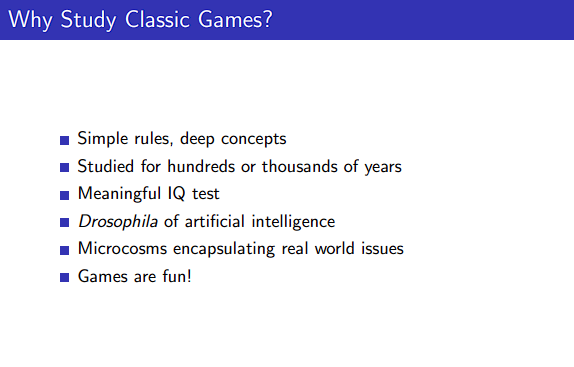 Why Study Classic Games?
Simple rules, deep concepts
Studied for hundreds or thousands of years
Meaningful IQ test
Drosophila of artificial intelligence
Microcosms encapsulating real world issues
Games are fun!